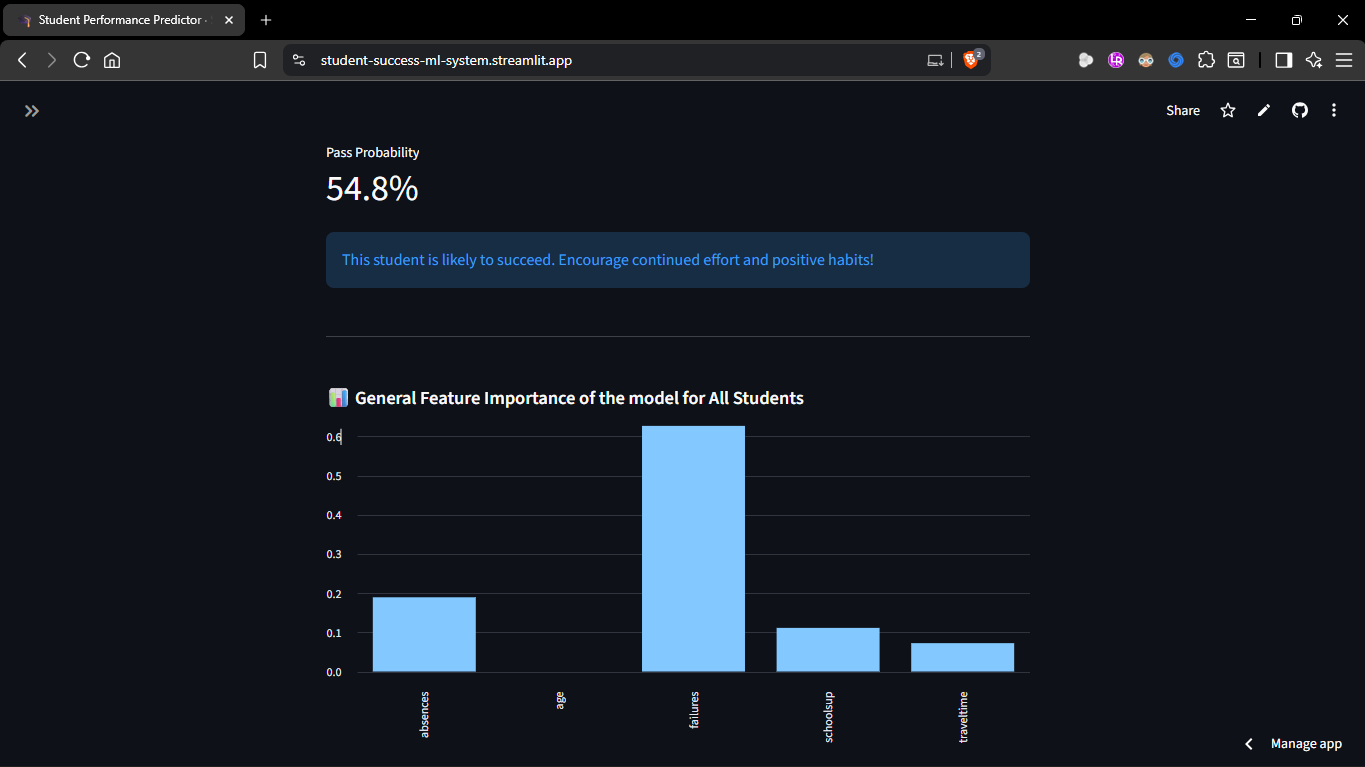 Student Performance Predictor ·
student-success-ml-system.streamlit.app
2
Share
Pass Probability
54.8%
This student is likely to succeed. Encourage continued effort and positive habits!
General Feature Importance of the model for All Students
0.6
0.5
0.4
0.3
0.2
0.1
0.0
absences
age
failures
schoolsup
traveltime
Manage app